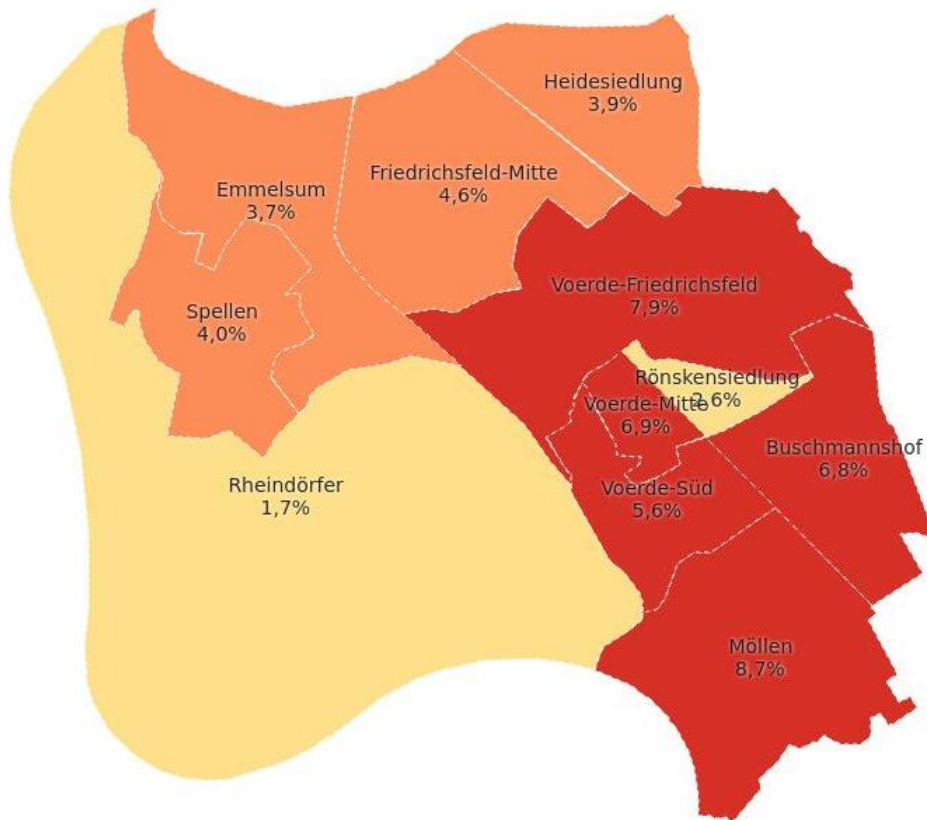 Heidesiedlung
3,9%
Friedrichsfeld-Mitte
4,6%
Emmelsum
3,7%
Voerde-Friedrichsfeld
7,9%
Spellen
4,0%
Rönskensiedlung
2,6%
Voerde-Mitte
6,9%
Buschmannshof
6,8%
Rheindörfer
1,7%
Voerde-Süd
5,6%
Möllen
8,7%